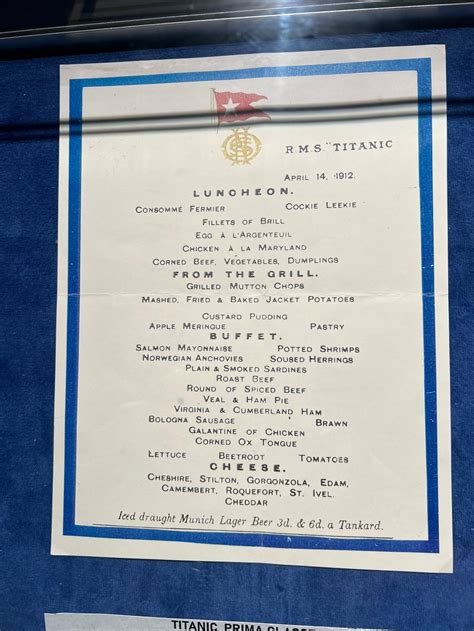 R.M.S. "TITANIC
APRIL 14, 1912.
LUNCHEON.
CONSOMMÉ FERMIER COCKIE LEEKIE
FILLETS OF BRILL
EGG À L'ARGENTEUIL
CHICKEN À LA MARYLAND
CORNED BEEF, VEGETABLES, DUMPLINGS
FROM THE GRILL.
GRILLED MUTTON CHOPS
MASHED, FRIED & BAKED JACKET POTATOES
CUSTARD PUDDING
APPLE MERINGUE PASTRY
BUFFET.
SALMON MAYONNAISE POTTED SHRIMPS
NORWEGIAN ANCHOVIES SOUSED HERRINGS
PLAIN & SMOKED SARDINES
ROAST BEEF
ROUND OF SPICED BEEF
VEAL & HAM PIE
VIRGINIA & CUMBERLAND HAM
BOLOGNA SAUSAGE BRAWN
GALANTINE OF CHICKEN
CORNED OX TONGUE
LETTUCE BEETROOT TOMATOES
CHEESE.
CHESHIRE, STILTON, GORGONZOLA, EDAM,
CAMEMBERT, ROQUEFORT, ST. IVEL.
CHEDDAR
Iced draught Munich Lager Beer 3d. & 6d. a Tankard.
TITANIC PRIMA CLASSE